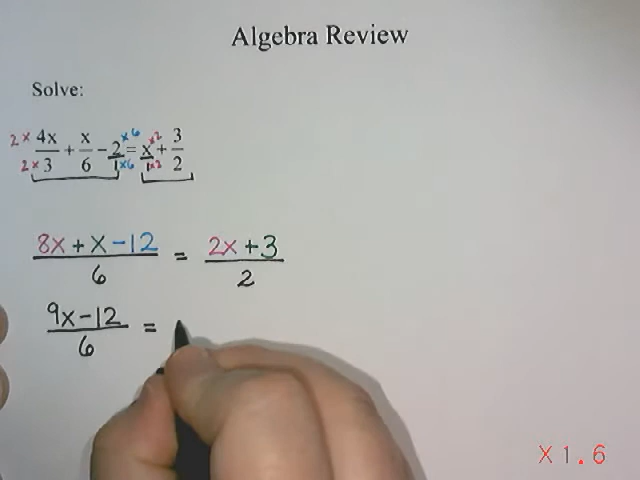 Algebra Review
Solve:
2 × 4x / 2 × 3 + x/6 − 2 × 6 / 1 × 6 = x × 2 / 1 × 2 + 3/2
8x + x − 12 / 6 = 2x + 3 / 2
9x − 12 / 6 =
X1.6